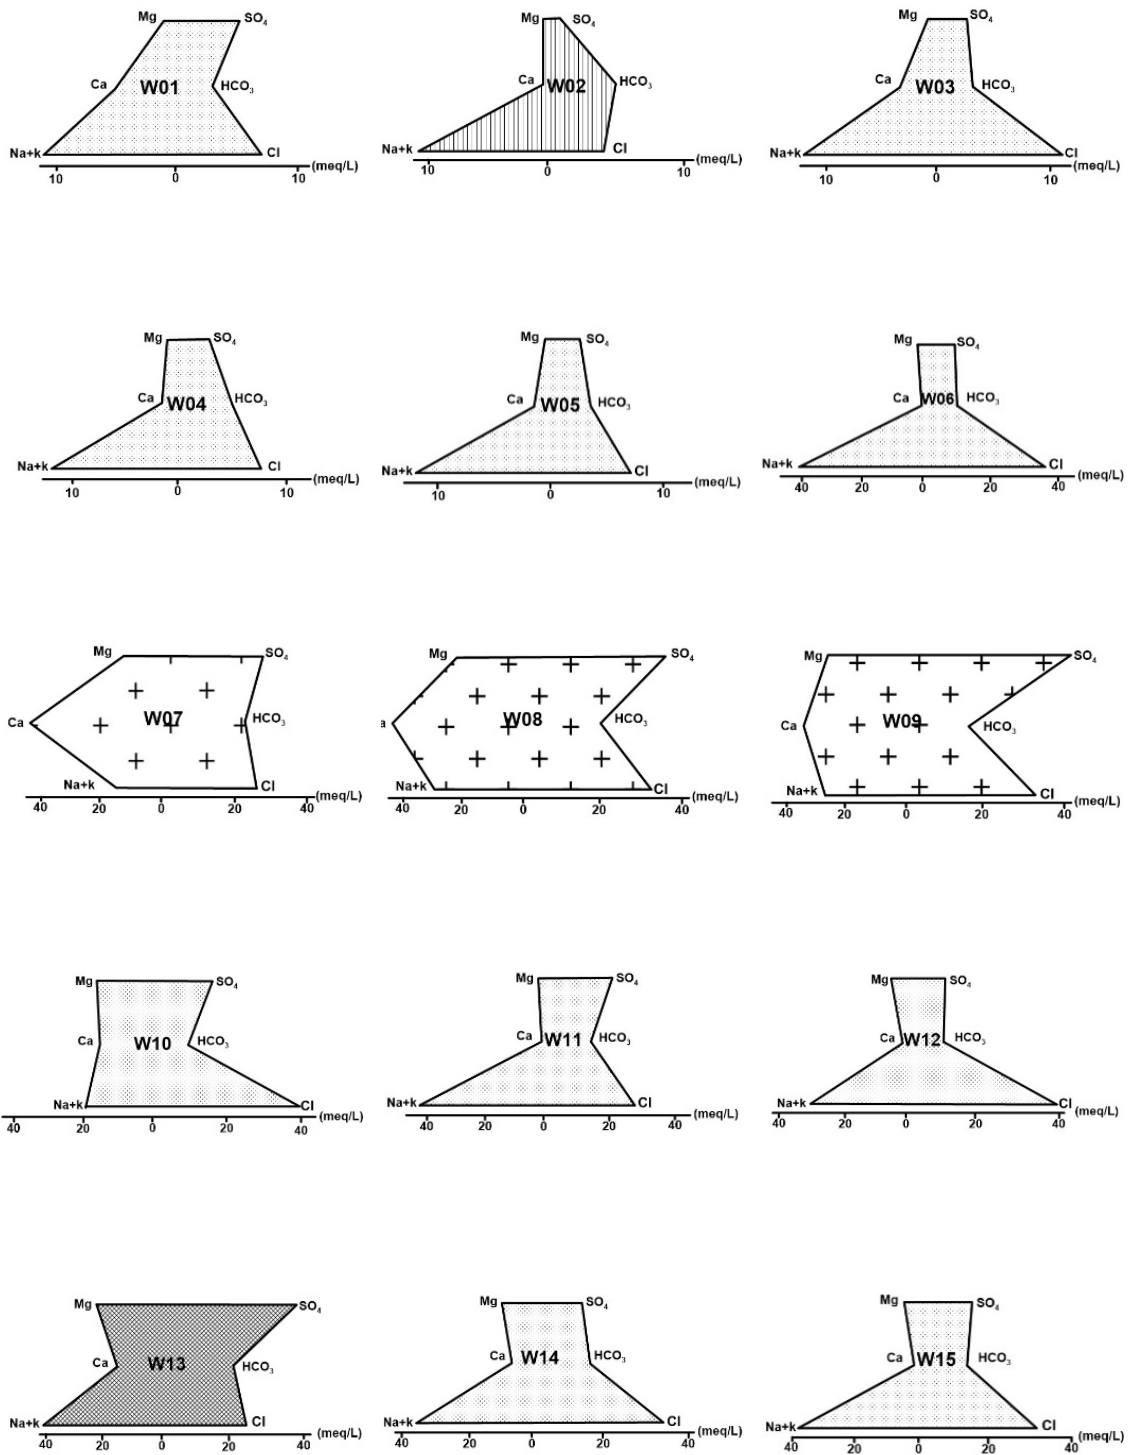 Mg SO4
Ca W01 HCO3
Na+k Cl
10 0 10 (meq/L)
Mg SO4
Ca W02 HCO3
Na+k Cl
10 0 10 (meq/L)
Mg SO4
Ca W03 HCO3
Na+k Cl
10 0 10 (meq/L)
Mg SO4
Ca W04 HCO3
Na+k Cl
10 0 10 (meq/L)
Mg SO4
Ca W05 HCO3
Na+k Cl
10 0 10 (meq/L)
Mg SO4
Ca W06 HCO3
Na+k Cl
40 20 0 20 40 (meq/L)
Mg SO4
Ca W07 HCO3
Na+k Cl
40 20 0 20 40 (meq/L)
Mg SO4
a W08 HCO3
Na+k Cl
40 20 0 20 40 (meq/L)
Mg SO4
Ca W09 HCO3
Na+k Cl
40 20 0 20 40 (meq/L)
Mg SO4
Ca W10 HCO3
Na+k Cl
40 20 0 20 40 (meq/L)
Mg SO4
Ca W11 HCO3
Na+k Cl
40 20 0 20 40 (meq/L)
Mg SO4
Ca W12 HCO3
Na+k Cl
40 20 0 20 40 (meq/L)
Mg SO4
Ca W13 HCO3
Na+k Cl
40 20 0 20 40 (meq/L)
Mg SO4
Ca W14 HCO3
Na+k Cl
40 20 0 20 40 (meq/L)
Mg SO4
Ca W15 HCO3
Na+k Cl
40 20 0 20 40 (meq/L)